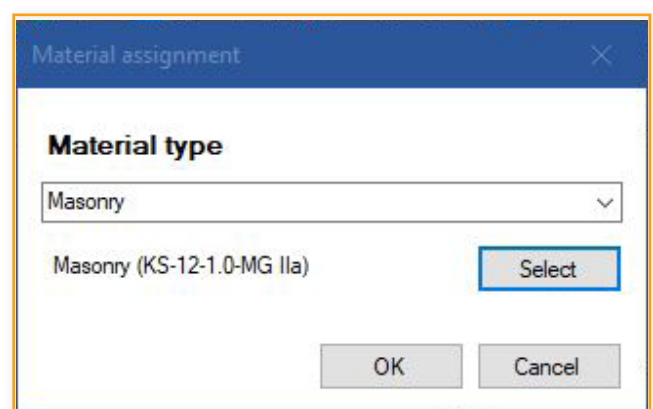 Material assignment
Material type
Masonry
Masonry (KS-12-1.0-MG IIa)
Select
OK
Cancel